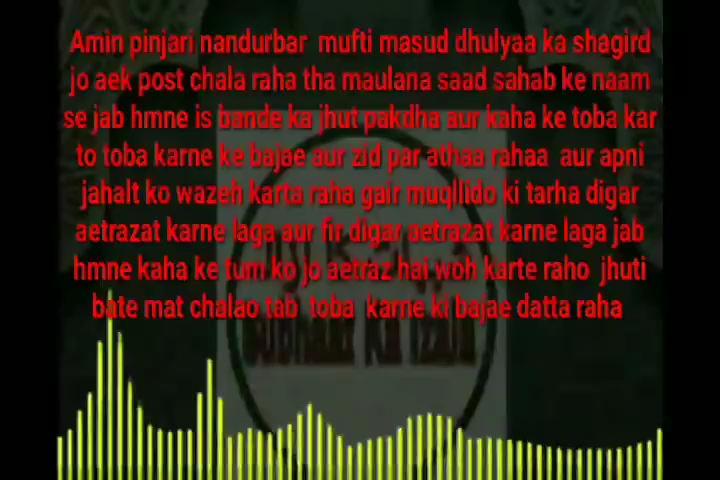 Amin pinjari nandurbar mufti masud dhulyaa ka shagird
jo aek post chala raha tha maulana saad sahab ke naam
se jab hmne is bande ka jhut pakdha aur kaha ke toba kar
to toba karne ke bajae aur zid par athaa rahaa aur apni
jahalt ko wazeh karta raha gair muqllido ki tarha digar
aetrazat karne laga aur fir digar aetrazat karne laga jab
hmne kaha ke tum ko jo aetraz hai woh karte raho jhuti
bate mat chalao tab toba karne ki bajae datta raha